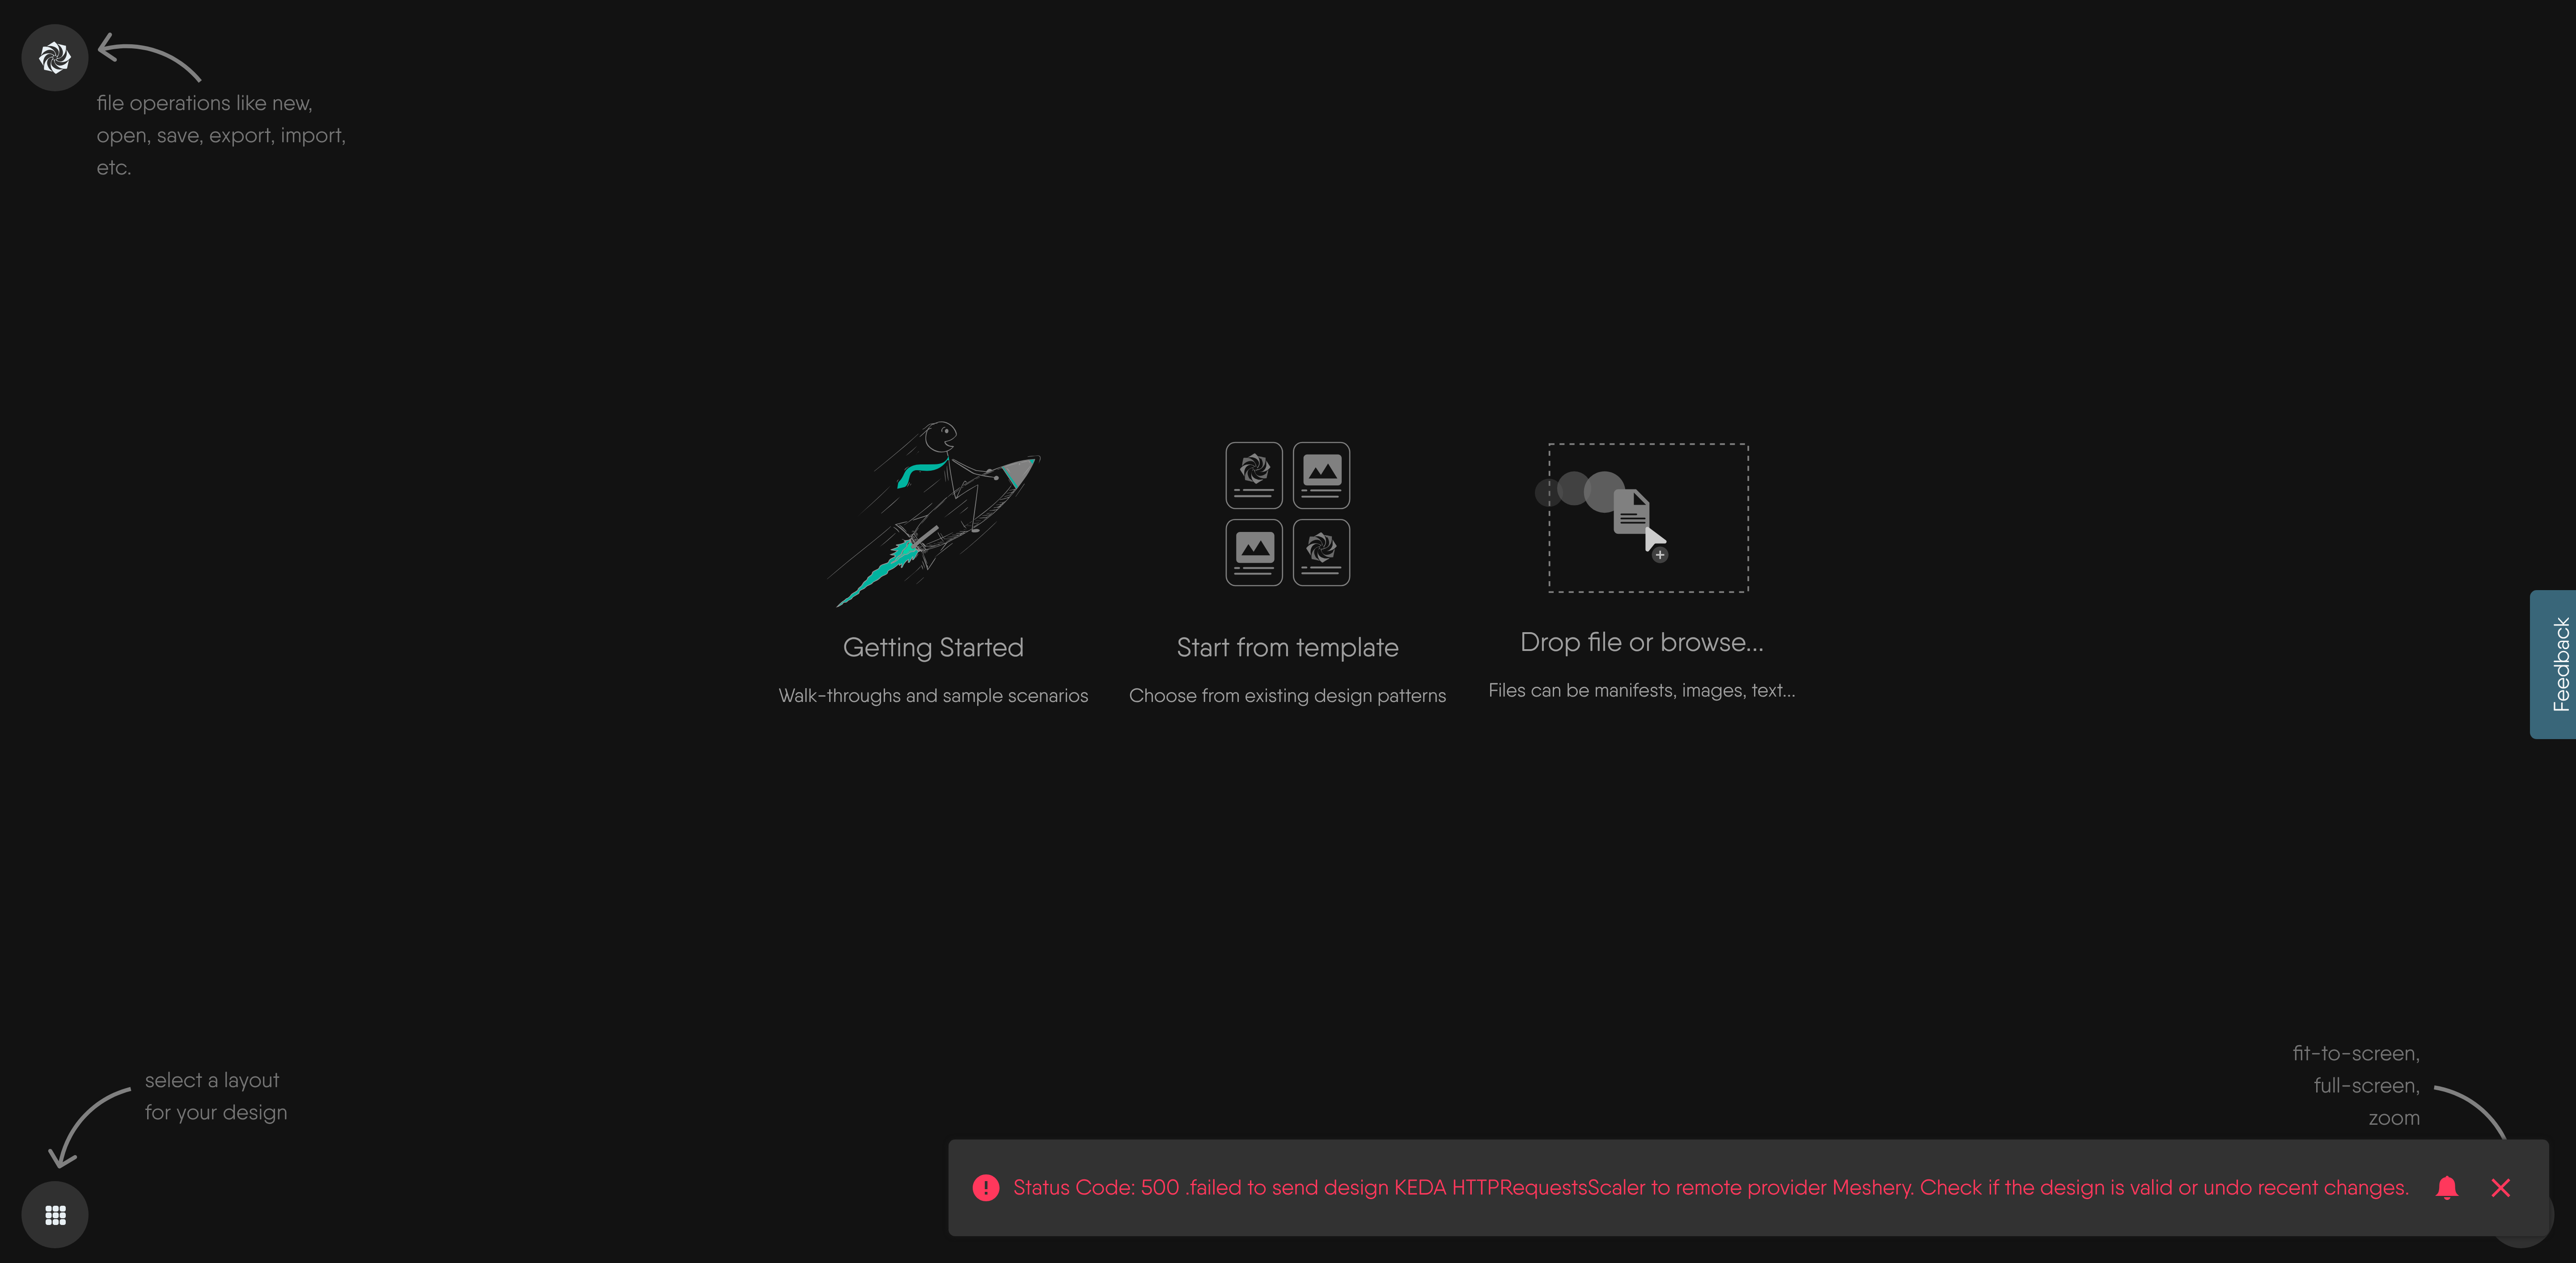 file operations like new,
open, save, export, import,
etc.
Getting Started
Walk-throughs and sample scenarios
Start from template
Choose from existing design patterns
Drop file or browse...
Files can be manifests, images, text...
Feedback
select a layout
for your design
fit-to-screen,
full-screen,
zoom
Status Code: 500 .failed to send design KEDA HTTPRequestsScaler to remote provider Meshery. Check if the design is valid or undo recent changes.